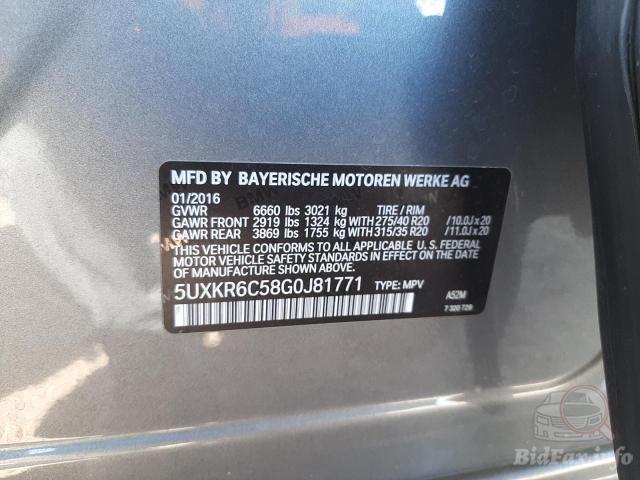 MFD BY BAYERISCHE MOTOREN WERKE AG
01/2016
GVWR 6660 lbs 3021 kg TIRE / RIM
GAWR FRONT 2919 lbs 1324 kg WITH 275/40 R20 /10.0J x 20
GAWR REAR 3869 lbs 1755 kg WITH 315/35 R20 /11.0J x 20
THIS VEHICLE CONFORMS TO ALL APPLICABLE U. S. FEDERAL
MOTOR VEHICLE SAFETY STANDARDS IN EFFECT ON THE DATE
OF MANUFACTURE SHOWN ABOVE.
5UXKR6C58G0J81771 TYPE: MPV A52M
7 320 729
BidFax.info